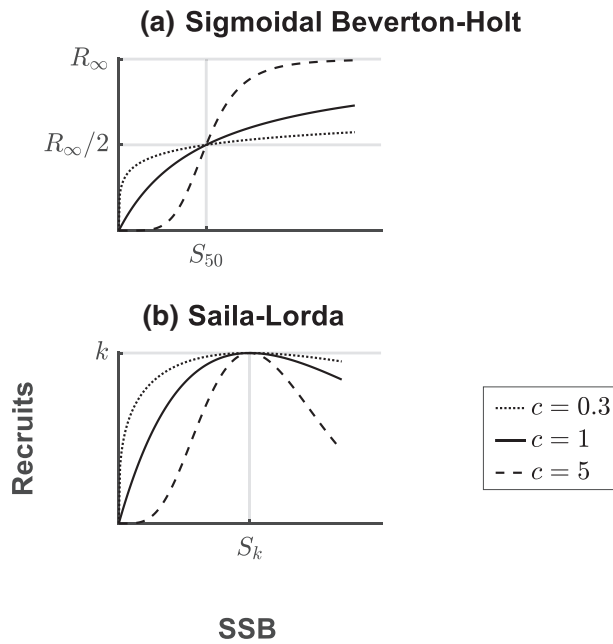 (a) Sigmoidal Beverton-Holt
R∞
R∞/2
S50
(b) Saila-Lorda
k
Sk
Recruits
SSB
c = 0.3
c = 1
c = 5